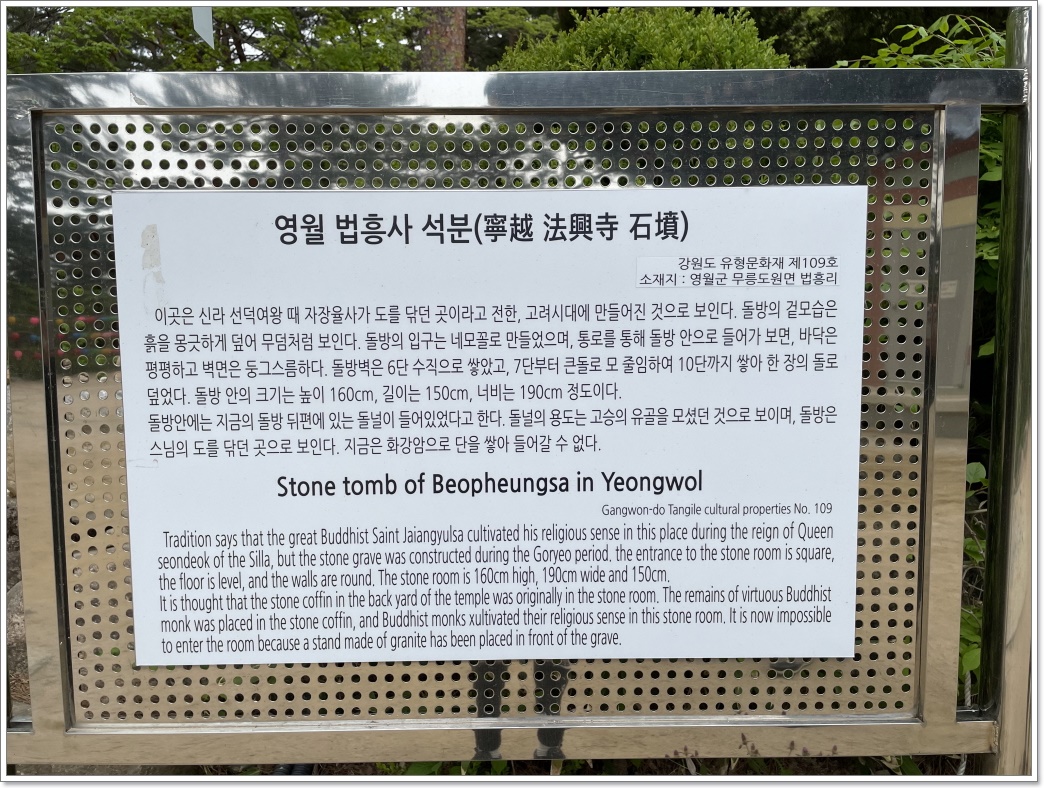 영월 법흥사 석분(寧越 法興寺 石墳)
강원도 유형문화재 제109호
소재지 : 영월군 무릉도원면 법흥리
이곳은 신라 선덕여왕 때 자장율사가 도를 닦던 곳이라고 전한, 고려시대에 만들어진 것으로 보인다. 돌방의 겉모습은
흙을 몽긋하게 덮어 무덤처럼 보인다. 돌방의 입구는 네모꼴로 만들었으며, 통로를 통해 돌방 안으로 들어가 보면, 바닥은
평평하고 벽면은 둥그스름하다. 돌방벽은 6단 수직으로 쌓았고, 7단부터 큰돌로 모 줄임하여 10단까지 쌓아 한 장의 돌로
덮었다. 돌방 안의 크기는 높이 160cm, 길이는 150cm, 너비는 190cm 정도이다.
돌방안에는 지금의 돌방 뒤편에 있는 돌널이 들어있었다고 한다. 돌널의 용도는 고승의 유골을 모셨던 것으로 보이며, 돌방은
스님의 도를 닦던 곳으로 보인다. 지금은 화강암으로 단을 쌓아 들어갈 수 없다.
Stone tomb of Beopheungsa in Yeongwol
Gangwon-do Tangile cultural properties No. 109
Tradition says that the great Buddhist Saint Jaiangyulsa cultivated his religious sense in this place during the reign of Queen
seondeok of the Silla, but the stone grave was constructed during the Goryeo period. the entrance to the stone room is square,
the floor is level, and the walls are round. The stone room is 160cm high, 190cm wide and 150cm.
It is thought that the stone coffin in the back yard of the temple was originally in the stone room. The remains of virtuous Buddhist
monk was placed in the stone coffin, and Buddhist monks xultivated their religious sense in this stone room. It is now impossible
to enter the room because a stand made of granite has been placed in front of the grave.